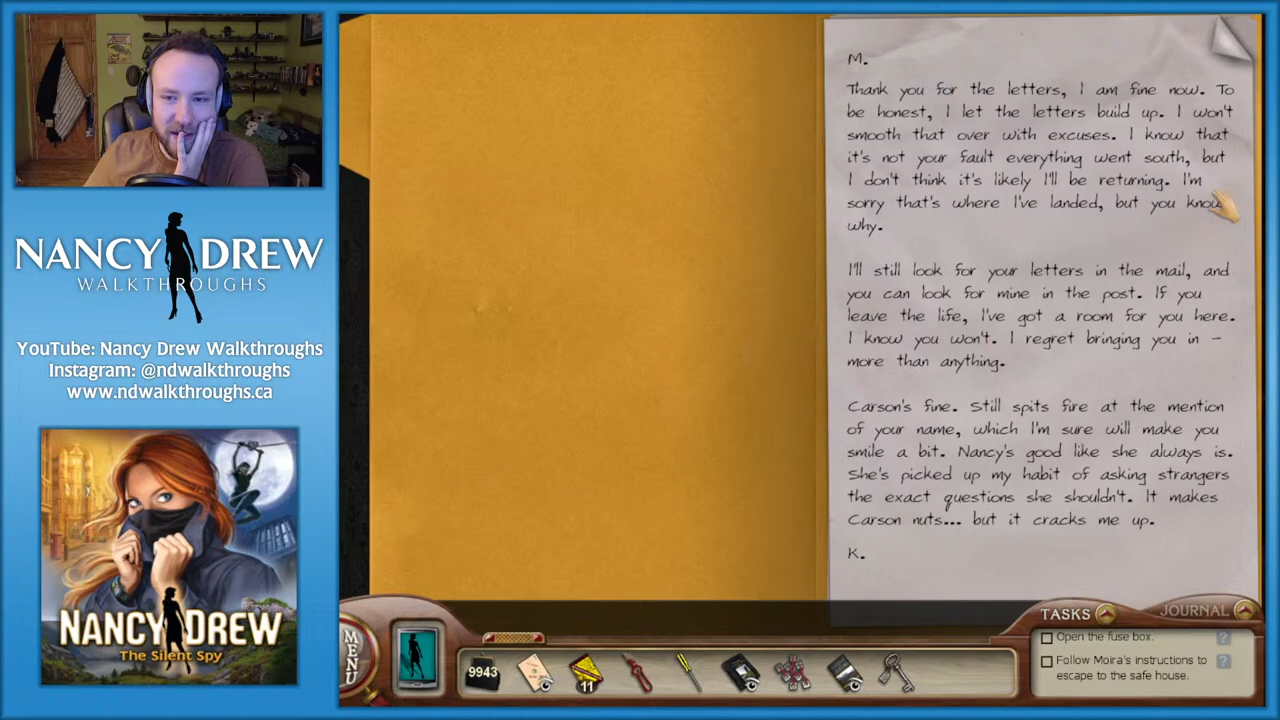 M.
Thank you for the letters, I am fine now. To
be honest, I let the letters build up. I won't
smooth that over with excuses. I know that
it's not your fault everything went south, but
I don't think it's likely I'll be returning. I'm
sorry that's where I've landed, but you know
why.
I'll still look for your letters in the mail, and
you can look for mine in the post. If you
leave the life, I've got a room for you here.
I know you won't. I regret bringing you in –
more than anything.
Carson's fine. Still spits fire at the mention
of your name, which I'm sure will make you
smile a bit. Nancy's good like she always is.
She's picked up my habit of asking strangers
the exact questions she shouldn't. It makes
Carson nuts... but it cracks me up.
K.
NANCY DREW
WALKTHROUGHS
YouTube: Nancy Drew Walkthroughs
Instagram: @ndwalkthroughs
www.ndwalkthroughs.ca
NANCY DREW
The Silent Spy
MENU
9943
11
TASKS
JOURNAL
Open the fuse box.
?
Follow Moira's instructions to
?
escape to the safe house.